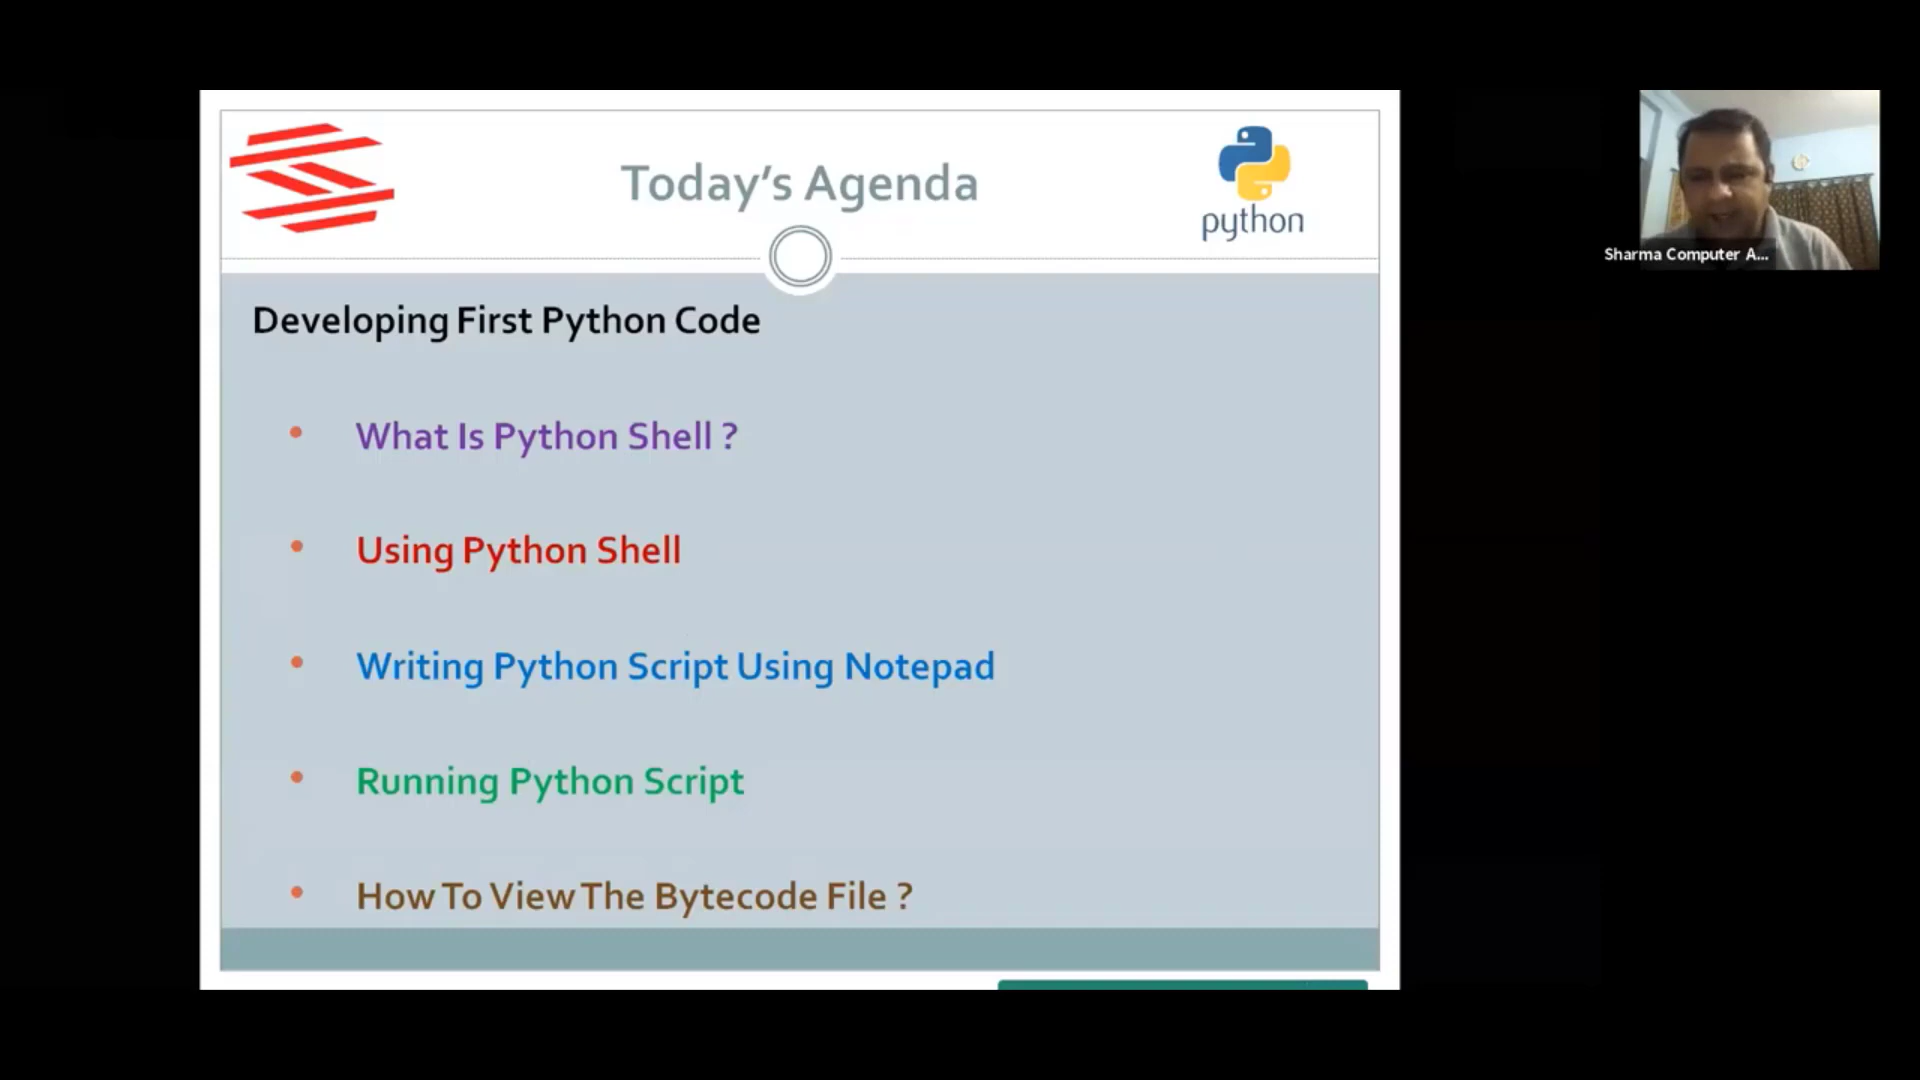 Today's Agenda
python
Developing First Python Code
What Is Python Shell ?
Using Python Shell
Writing Python Script Using Notepad
Running Python Script
How To View The Bytecode File ?
Sharma Computer A...